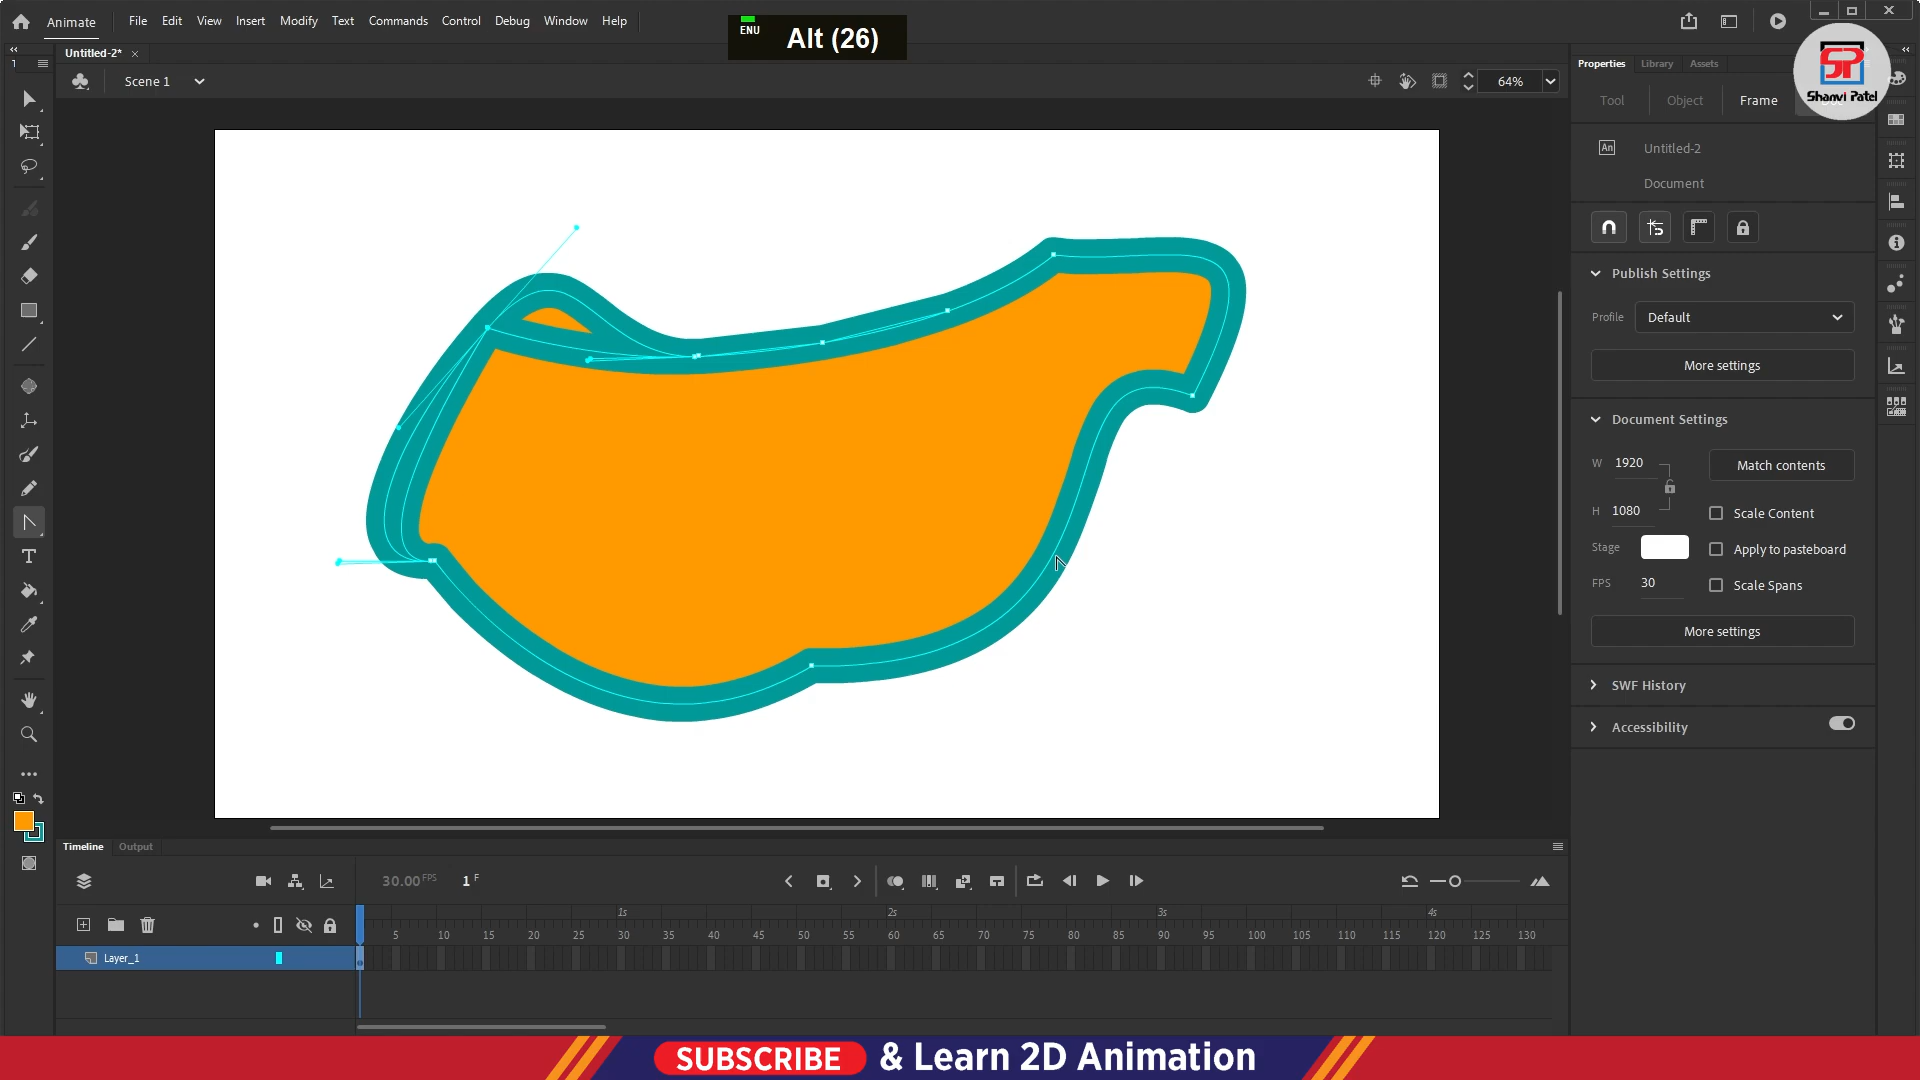 Animate
File Edit View Insert Modify Text Commands Control Debug Window Help
ENU
Alt (26)
Untitled-2*
Scene 1
64%
Properties Library Assets
SP
Shanvi Patel
Tool Object Frame
An
Untitled-2
Document
Publish Settings
Profile Default
More settings
Document Settings
W 1920
Match contents
H 1080
Scale Content
Stage
Apply to pasteboard
FPS 30
Scale Spans
More settings
SWF History
Accessibility
Timeline Output
30.00 FPS 1 F
1s 2s 3s 4s
5 10 15 20 25 30 35 40 45 50 55 60 65 70 75 80 85 90 95 100 105 110 115 120 125 130
Layer_1
SUBSCRIBE & Learn 2D Animation